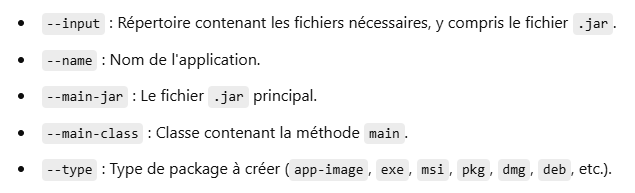 • --input : Répertoire contenant les fichiers nécessaires, y compris le fichier .jar.
• --name : Nom de l'application.
• --main-jar : Le fichier .jar principal.
• --main-class : Classe contenant la méthode main.
• --type : Type de package à créer (app-image, exe, msi, pkg, dmg, deb, etc.).